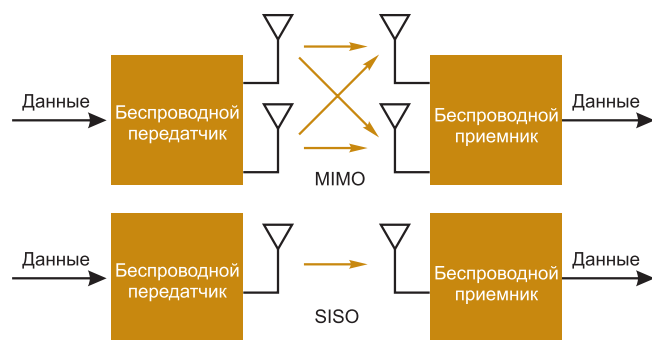 Данные
Беспроводной
передатчик
MIMO
Беспроводной
приемник
Данные
Данные
Беспроводной
передатчик
SISO
Беспроводной
приемник
Данные